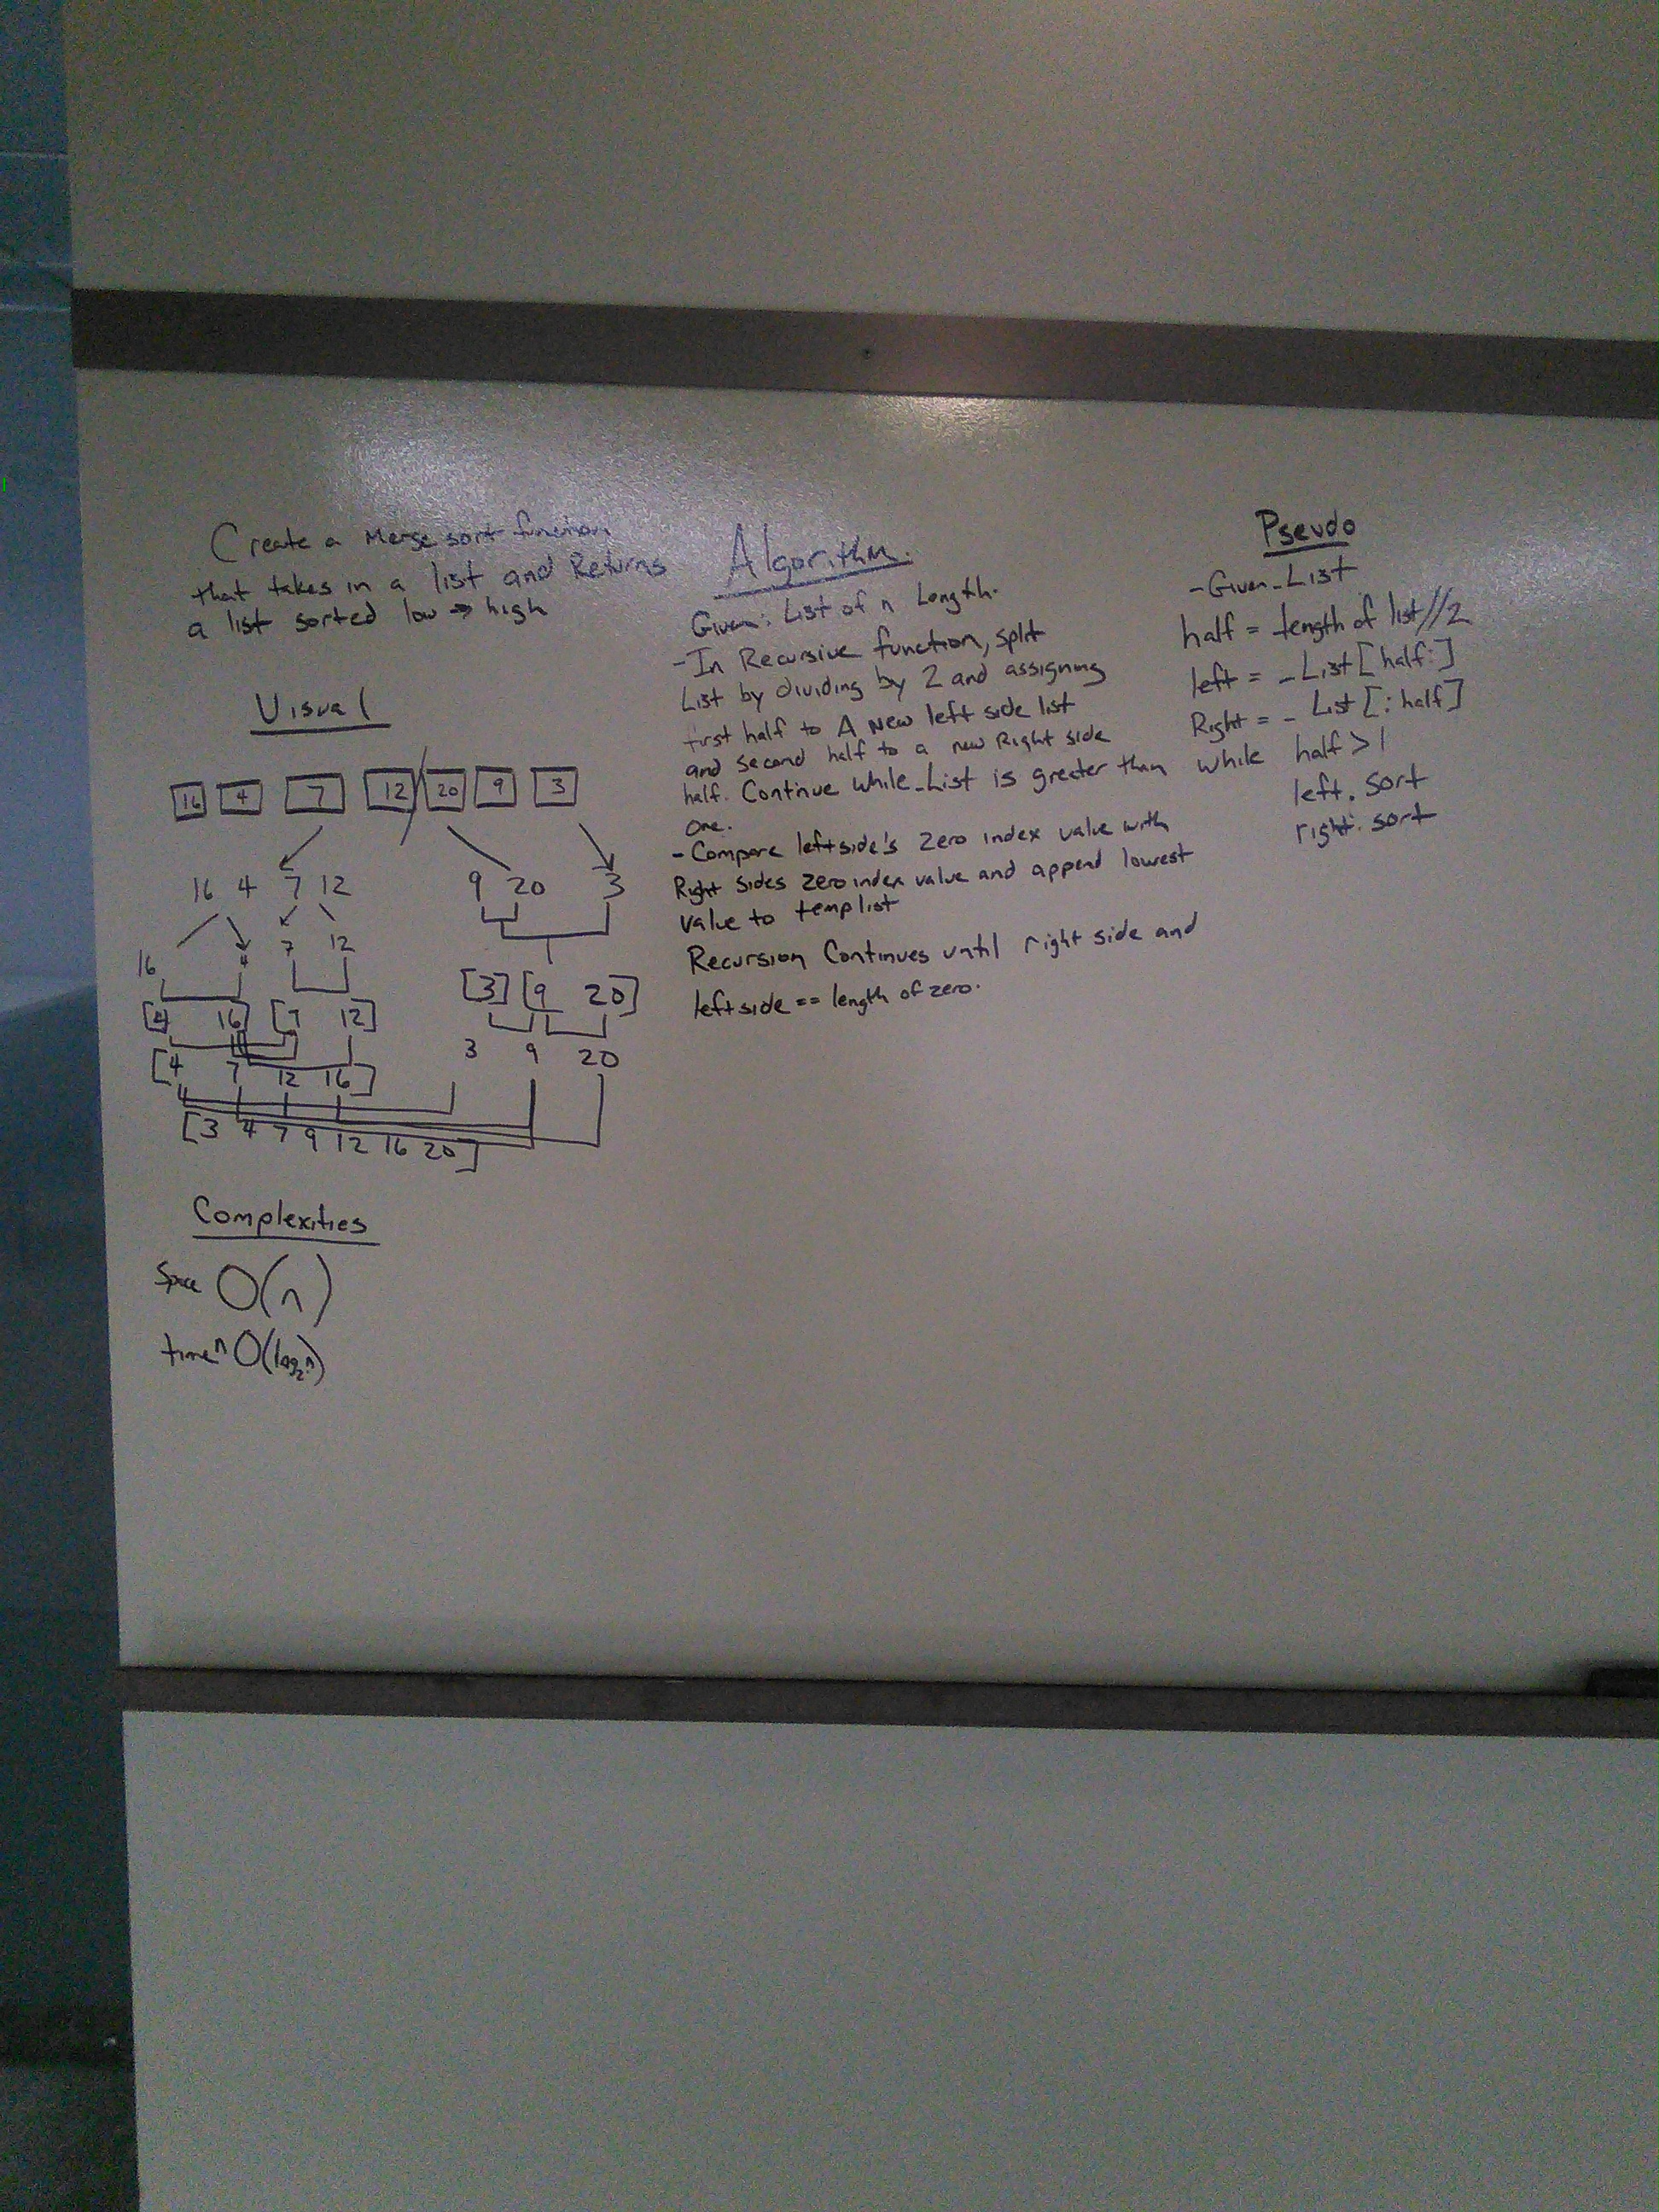 Create a Merge sort function
that takes in a list and Returns
a list sorted low → high
Visual
16 4 7 12 / 20 9 3
16 4 7 12 9 20 3
16 4 7 12
[4 16] [7 12] [3] [9 20]
[4 7 12 16] 3 9 20
[3 4 7 9 12 16 20]
Complexities
Space O(n)
time n O(log₂n)
Algorithm.
Given: List of n Length.
-In Recursive function, split
List by dividing by 2 and assigning
first half to A New left side list
and second half to a new Right side
half. Continue while _List is greater than
one.
-Compare leftside's zero index value with
Right sides zero index value and append lowest
value to templist
Recursion Continues until right side and
leftside == length of zero.
Pseudo
-Given _List
half = length of list//2
left = _List[half:]
Right = _List[:half]
while half > 1
left. sort
right. sort